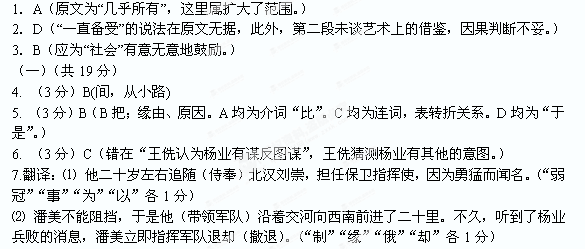 1．A（原文为“几乎所有”，这里属扩大了范围。）
2．D（“一直备受”的说法在原文无据，此外，第二段未谈艺术上的借鉴，因果判断不妥。）
3．B（应为“社会”有意无意地鼓励。）
（一）（共 19 分）
4．（3 分）B(间，从小路)
5．（3 分）B（B 把；缘由、原因。A 均为介词“比”。C 均为连词，表转折关系。D 均为“于
是”。）
6．（3 分）C（错在“王侁认为杨业有谋反图谋”，王侁猜测杨业有其他的意图。）
7.翻译：⑴ 他二十岁左右追随（侍奉）北汉刘崇，担任保卫指挥使，因为勇猛而闻名。（“弱
冠”“事”“为”“以” 各 1 分）
⑵ 潘美不能阻挡，于是他（带领军队）沿着交河向西南前进了二十里。不久，听到了杨业
兵败的消息，潘美立即指挥军队退却（撤退）。（“制”“缘”“俄”“却” 各 1 分）